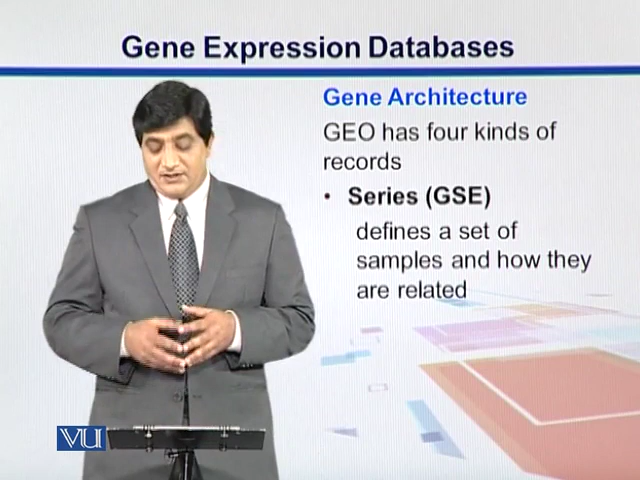 Gene Expression Databases
Gene Architecture
GEO has four kinds of
records
• Series (GSE)
defines a set of
samples and how they
are related
VU